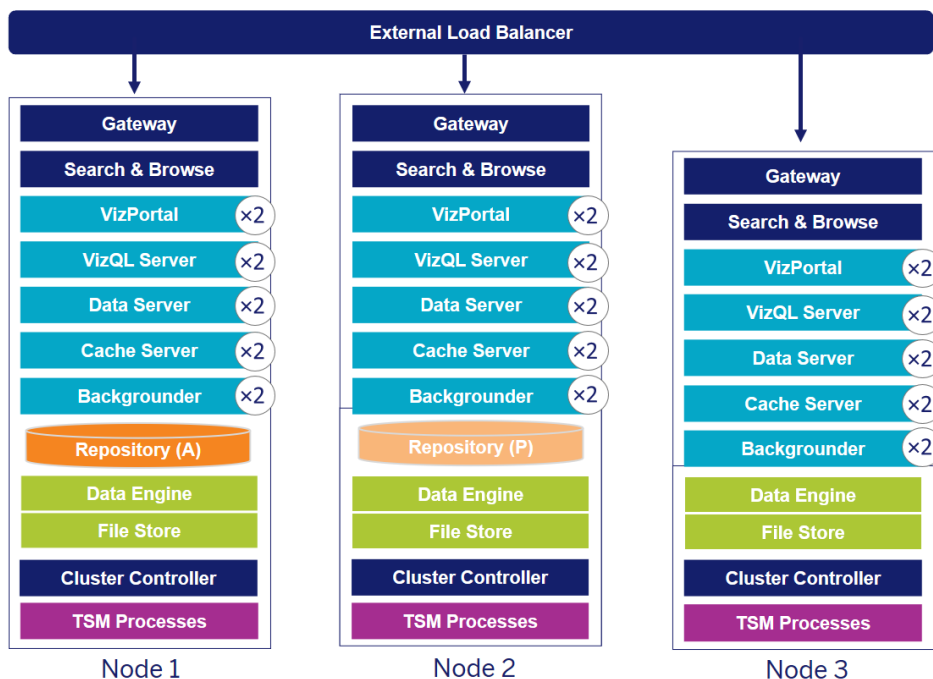 External Load Balancer
Gateway
Search & Browse
VizPortal ×2
VizQL Server ×2
Data Server ×2
Cache Server ×2
Backgrounder ×2
Repository (A)
Data Engine
File Store
Cluster Controller
TSM Processes
Node 1
Gateway
Search & Browse
VizPortal ×2
VizQL Server ×2
Data Server ×2
Cache Server ×2
Backgrounder ×2
Repository (P)
Data Engine
File Store
Cluster Controller
TSM Processes
Node 2
Gateway
Search & Browse
VizPortal ×2
VizQL Server ×2
Data Server ×2
Cache Server ×2
Backgrounder ×2
Data Engine
File Store
Cluster Controller
TSM Processes
Node 3